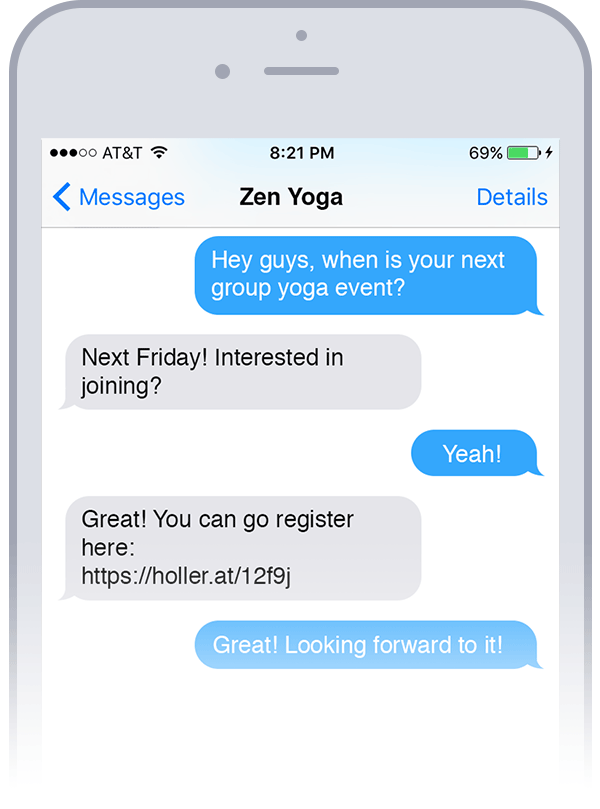 AT&T 8:21 PM 69%
Messages Zen Yoga Details
Hey guys, when is your next
group yoga event?
Next Friday! Interested in
joining?
Yeah!
Great! You can go register
here:
https://holler.at/12f9j
Great! Looking forward to it!